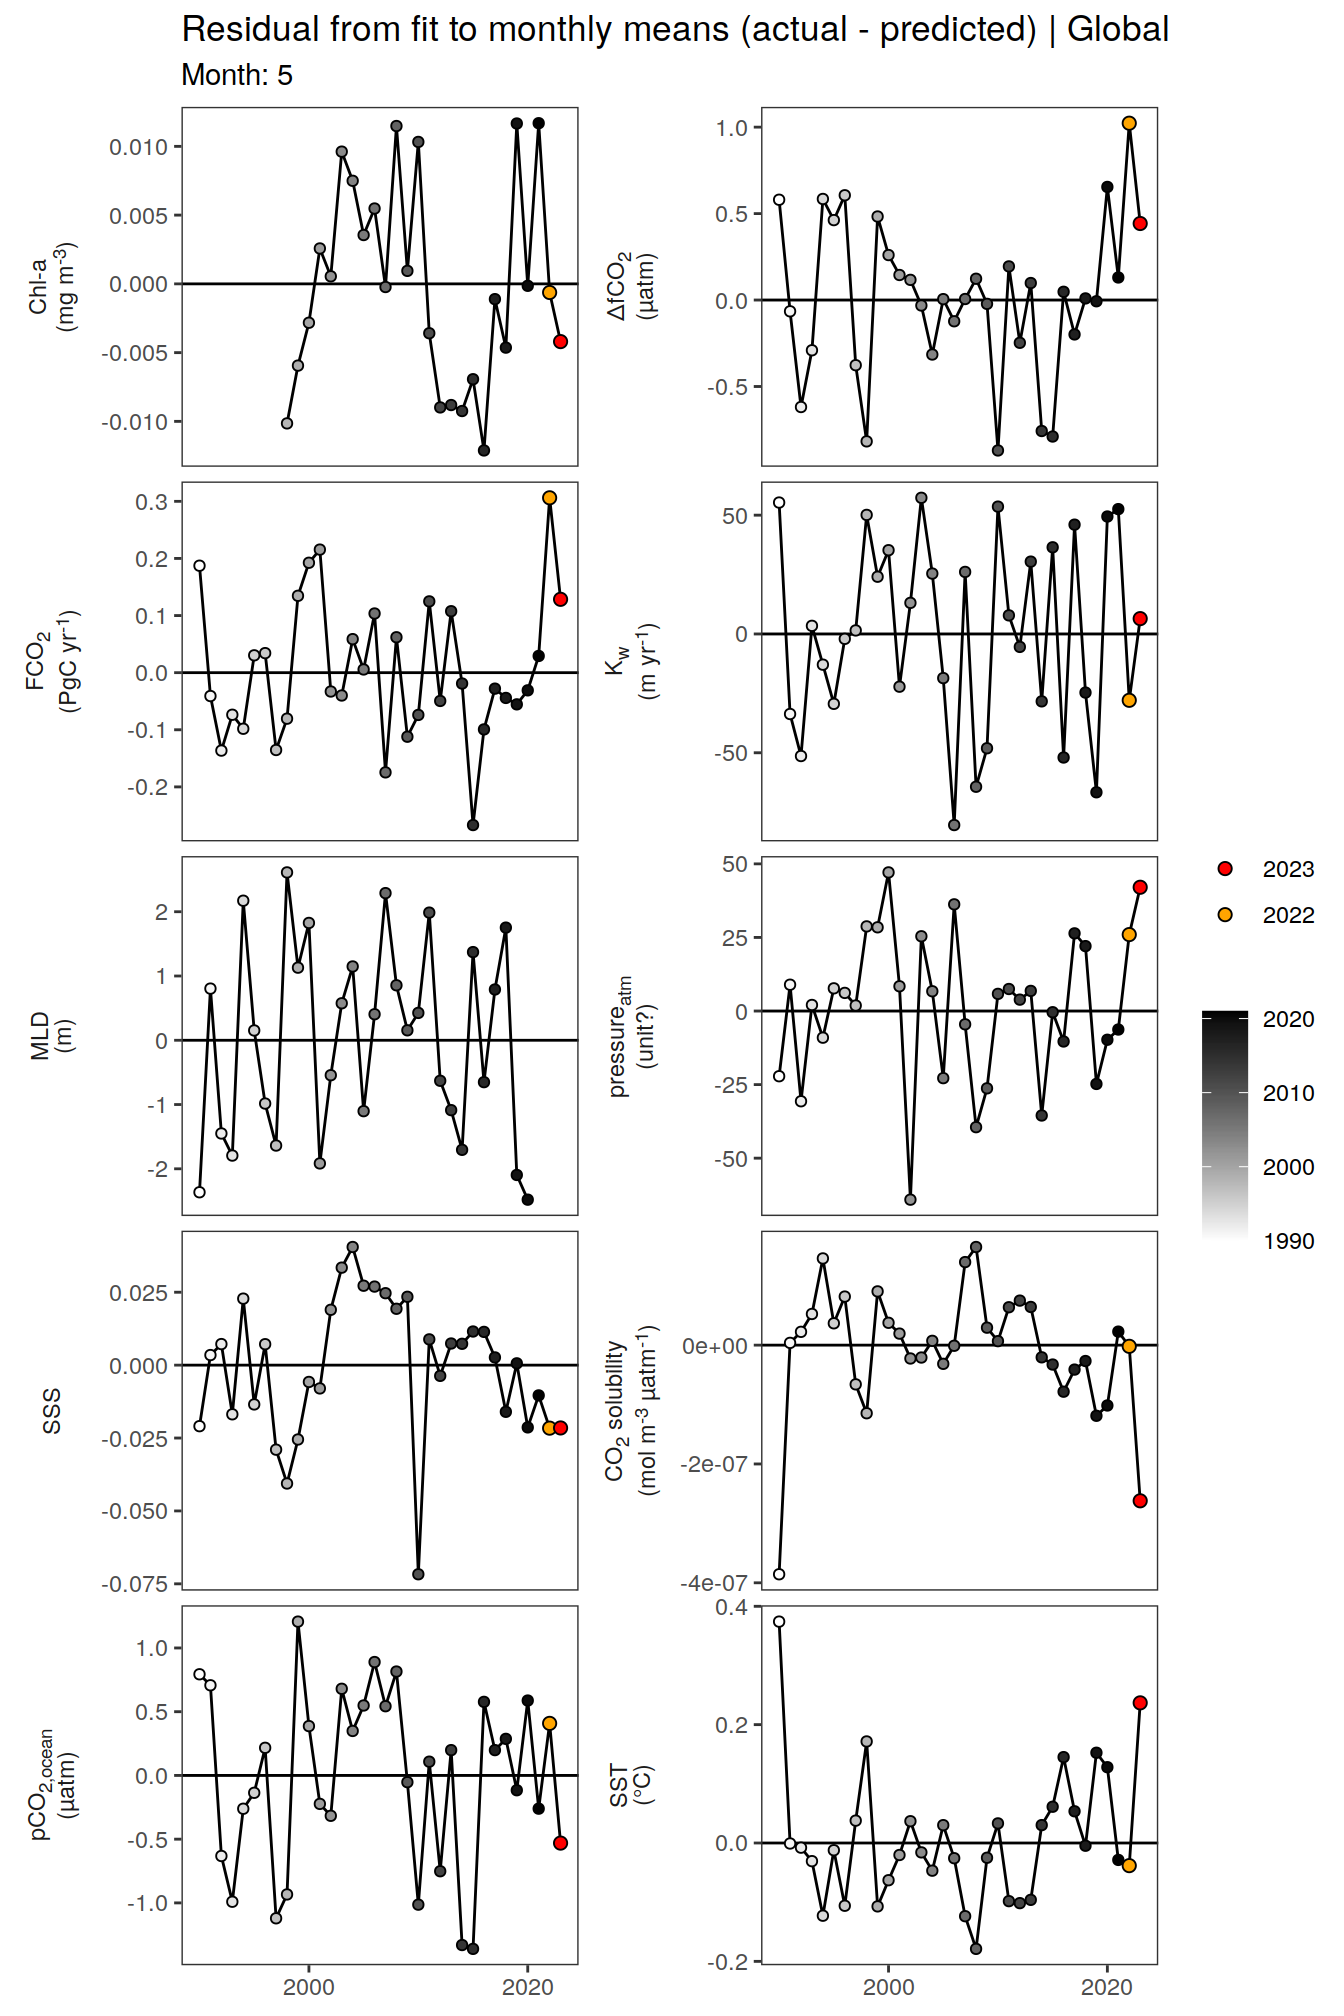 Residual from fit to monthly means (actual - predicted) | Global
Month: 5
Chl-a
(mg m-3)
0.010
0.005
0.000
-0.005
-0.010
ΔfCO2
(µatm)
1.0
0.5
0.0
-0.5
FCO2
(PgC yr-1)
0.3
0.2
0.1
0.0
-0.1
-0.2
Kw
(m yr-1)
50
0
-50
MLD
(m)
2
1
0
-1
-2
pressureatm
(unit?)
50
25
0
-25
-50
SSS
0.025
0.000
-0.025
-0.050
-0.075
CO2 solubility
(mol m-3 µatm-1)
0e+00
-2e-07
-4e-07
pCO2,ocean
(µatm)
1.0
0.5
0.0
-0.5
-1.0
SST
(°C)
0.4
0.2
0.0
-0.2
2000 2020
2000 2020
2023
2022
2020
2010
2000
1990